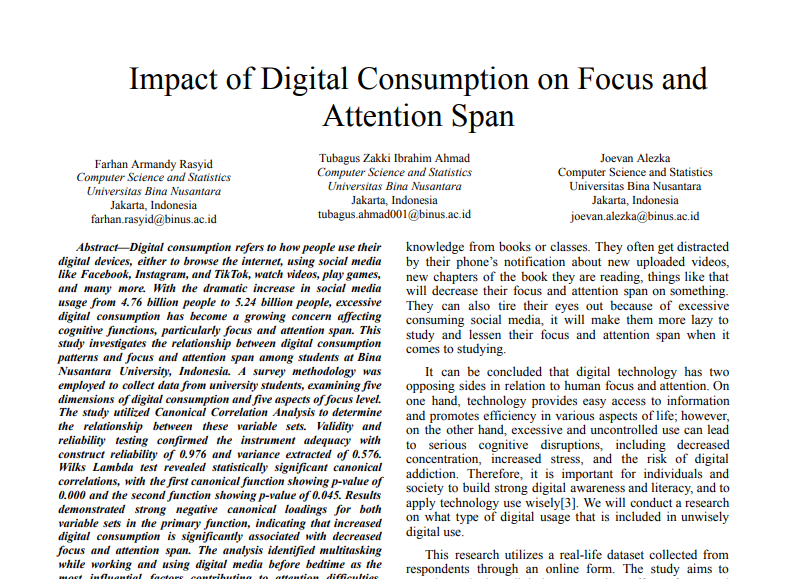 Impact of Digital Consumption on Focus and
Attention Span
Farhan Armandy Rasyid
Computer Science and Statistics
Universitas Bina Nusantara
Jakarta, Indonesia
farhan.rasyid@binus.ac.id
Tubagus Zakki Ibrahim Ahmad
Computer Science and Statistics
Universitas Bina Nusantara
Jakarta, Indonesia
tubagus.ahmad001@binus.ac.id
Joevan Alezka
Computer Science and Statistics
Universitas Bina Nusantara
Jakarta, Indonesia
joevan.alezka@binus.ac.id
Abstract—Digital consumption refers to how people use their
digital devices, either to browse the internet, using social media
like Facebook, Instagram, and TikTok, watch videos, play games,
and many more. With the dramatic increase in social media
usage from 4.76 billion people to 5.24 billion people, excessive
digital consumption has become a growing concern affecting
cognitive functions, particularly focus and attention span. This
study investigates the relationship between digital consumption
patterns and focus and attention span among students at Bina
Nusantara University, Indonesia. A survey methodology was
employed to collect data from university students, examining five
dimensions of digital consumption and five aspects of focus level.
The study utilized Canonical Correlation Analysis to determine
the relationship between these variable sets. Validity and
reliability testing confirmed the instrument adequacy with
construct reliability of 0.976 and variance extracted of 0.576.
Wilks Lambda test revealed statistically significant canonical
correlations, with the first canonical function showing p-value of
0.000 and the second function showing p-value of 0.045. Results
demonstrated strong negative canonical loadings for both
variable sets in the primary function, indicating that increased
digital consumption is significantly associated with decreased
focus and attention span. The analysis identified multitasking
while working and using digital media before bedtime as the
most influential factors contributing to attention difficulties.
knowledge from books or classes. They often get distracted
by their phone's notification about new uploaded videos,
new chapters of the book they are reading, things like that
will decrease their focus and attention span on something.
They can also tire their eyes out because of excessive
consuming social media, it will make them more lazy to
study and lessen their focus and attention span when it
comes to studying.
It can be concluded that digital technology has two
opposing sides in relation to human focus and attention. On
one hand, technology provides easy access to information
and promotes efficiency in various aspects of life; however,
on the other hand, excessive and uncontrolled use can lead
to serious cognitive disruptions, including decreased
concentration, increased stress, and the risk of digital
addiction. Therefore, it is important for individuals and
society to build strong digital awareness and literacy, and to
apply technology use wisely[3]. We will conduct a research
on what type of digital usage that is included in unwisely
digital use.
This research utilizes a real-life dataset collected from
respondents through an online form. The study aims to